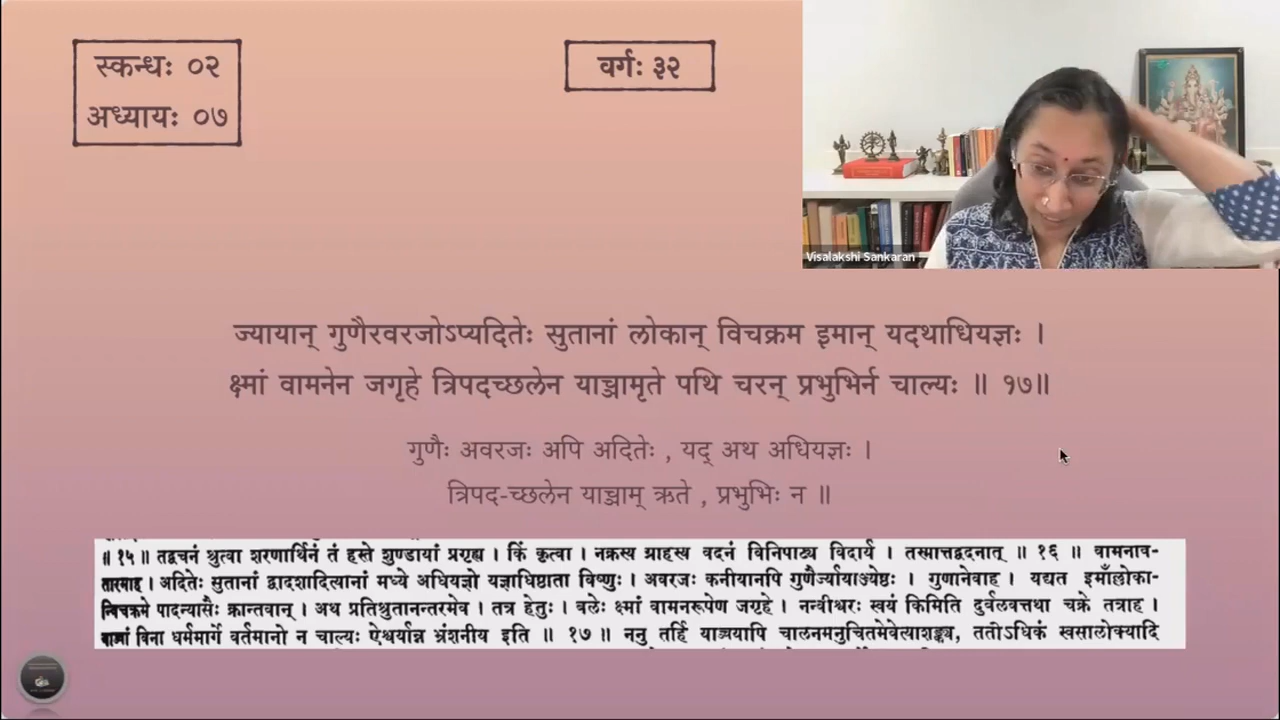 स्कन्धः ०२
अध्यायः ०७
वर्गः ३२
Visalakshi Sankaran
ज्यायान् गुणैरवरजोऽप्यदितेः सुतानां लोकान् विचक्रम इमान् यदथाधियज्ञः ।
क्ष्मां वामनेन जगृहे त्रिपदच्छलेन याच्ञामृते पथि चरन् प्रभुभिर्न चाल्यः ॥ १७॥
गुणैः अवरजः अपि अदितेः , यद् अथ अधियज्ञः ।
त्रिपद-च्छलेन याच्ञाम् ऋते , प्रभुभिः न ॥
॥ १५ ॥ तद्वचनं श्रुत्वा शरणार्थिनं तं हस्ते शुण्डायां प्रगृह्य । किं कृत्वा । नक्रस्य ग्राहस्य वदनं विनिपाट्य विदार्य । तस्मात्तद्वदनात् ॥ १६ ॥ वामनाव-
तारमाह । अदितेः सुतानां द्वादशादित्यानां मध्ये अधियज्ञो यज्ञाधिष्ठाता विष्णुः । अवरजः कनीयानपि गुणैर्ज्यायाञ्ज्येष्ठः । गुणानेवाह । यद्यत इमाँल्लोका-
न्विचक्रमे पादन्यासैः क्रान्तवान् । अथ प्रतिश्रुतानन्तरमेव । तत्र हेतुः । बलेः क्ष्मां वामनरूपेण जगृहे । नन्वीश्वरः स्वयं किमिति दुर्बलवत्तथा चक्रे तत्राह ।
याच्ञां विना धर्ममार्गे वर्तमानो न चाल्यः ऐश्वर्यान्न भ्रंशनीय इति ॥ १७ ॥ ननु तर्हि याच्ञयापि चालनमनुचितमेवेत्याशङ्क्य, ततोऽधिकं स्वसालोक्यादि